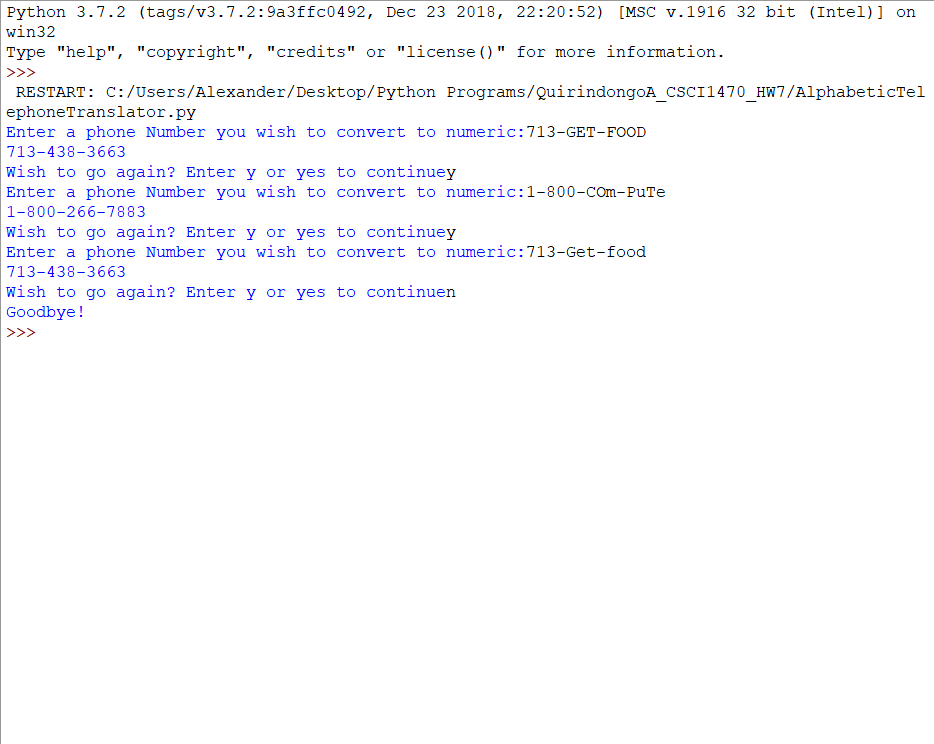 Python 3.7.2 (tags/v3.7.2:9a3ffc0492, Dec 23 2018, 22:20:52) [MSC v.1916 32 bit (Intel)] on
win32
Type "help", "copyright", "credits" or "license()" for more information.
>>>
 RESTART: C:/Users/Alexander/Desktop/Python Programs/QuirindongoA_CSCI1470_HW7/AlphabeticTel
ephoneTranslator.py
Enter a phone Number you wish to convert to numeric:713-GET-FOOD
713-438-3663
Wish to go again? Enter y or yes to continuey
Enter a phone Number you wish to convert to numeric:1-800-COm-PuTe
1-800-266-7883
Wish to go again? Enter y or yes to continuey
Enter a phone Number you wish to convert to numeric:713-Get-food
713-438-3663
Wish to go again? Enter y or yes to continuen
Goodbye!
>>>